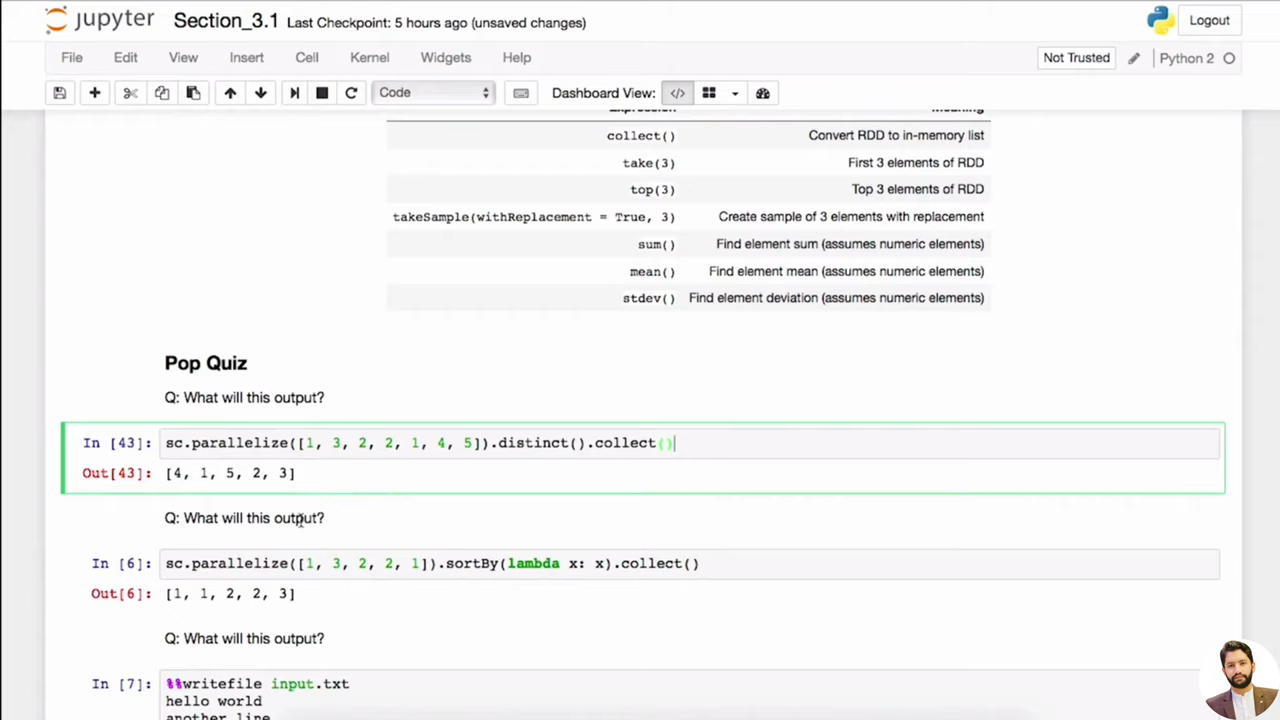 jupyter Section_3.1 Last Checkpoint: 5 hours ago (unsaved changes) Logout
File Edit View Insert Cell Kernel Widgets Help Not Trusted Python 2
Code Dashboard View: </>
Expression Meaning
collect() Convert RDD to in-memory list
take(3) First 3 elements of RDD
top(3) Top 3 elements of RDD
takeSample(withReplacement = True, 3) Create sample of 3 elements with replacement
sum() Find element sum (assumes numeric elements)
mean() Find element mean (assumes numeric elements)
stdev() Find element deviation (assumes numeric elements)
Pop Quiz
Q: What will this output?
In [43]: sc.parallelize([1, 3, 2, 2, 1, 4, 5]).distinct().collect()
Out[43]: [4, 1, 5, 2, 3]
Q: What will this output?
In [6]: sc.parallelize([1, 3, 2, 2, 1]).sortBy(lambda x: x).collect()
Out[6]: [1, 1, 2, 2, 3]
Q: What will this output?
In [7]: %%writefile input.txt
hello world
another line